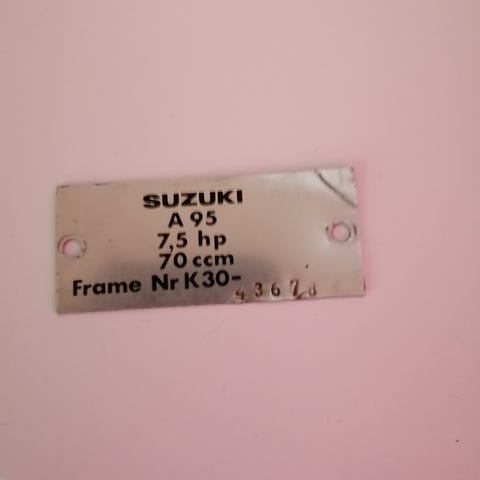 SUZUKI
A 95
7,5 hp
70 ccm
Frame Nr K30-